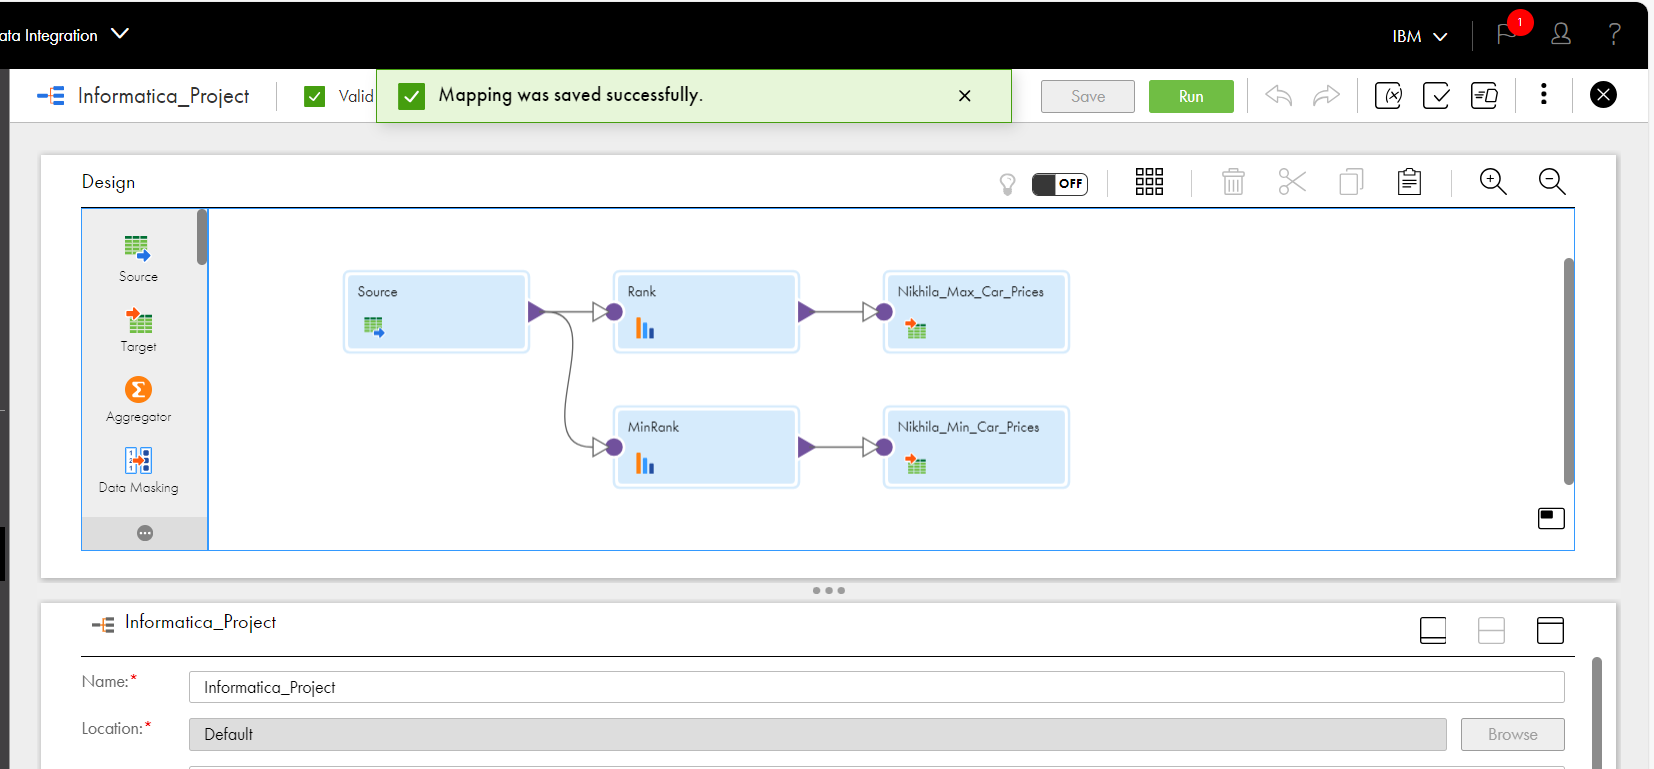 ata Integration
IBM
1
?
Informatica_Project
Valid
Mapping was saved successfully.
Save
Run
(x)
Design
OFF
Source
Target
Aggregator
Data Masking
Source
Rank
Nikhila_Max_Car_Prices
MinRank
Nikhila_Min_Car_Prices
Informatica_Project
Name:*
Informatica_Project
Location:*
Default
Browse